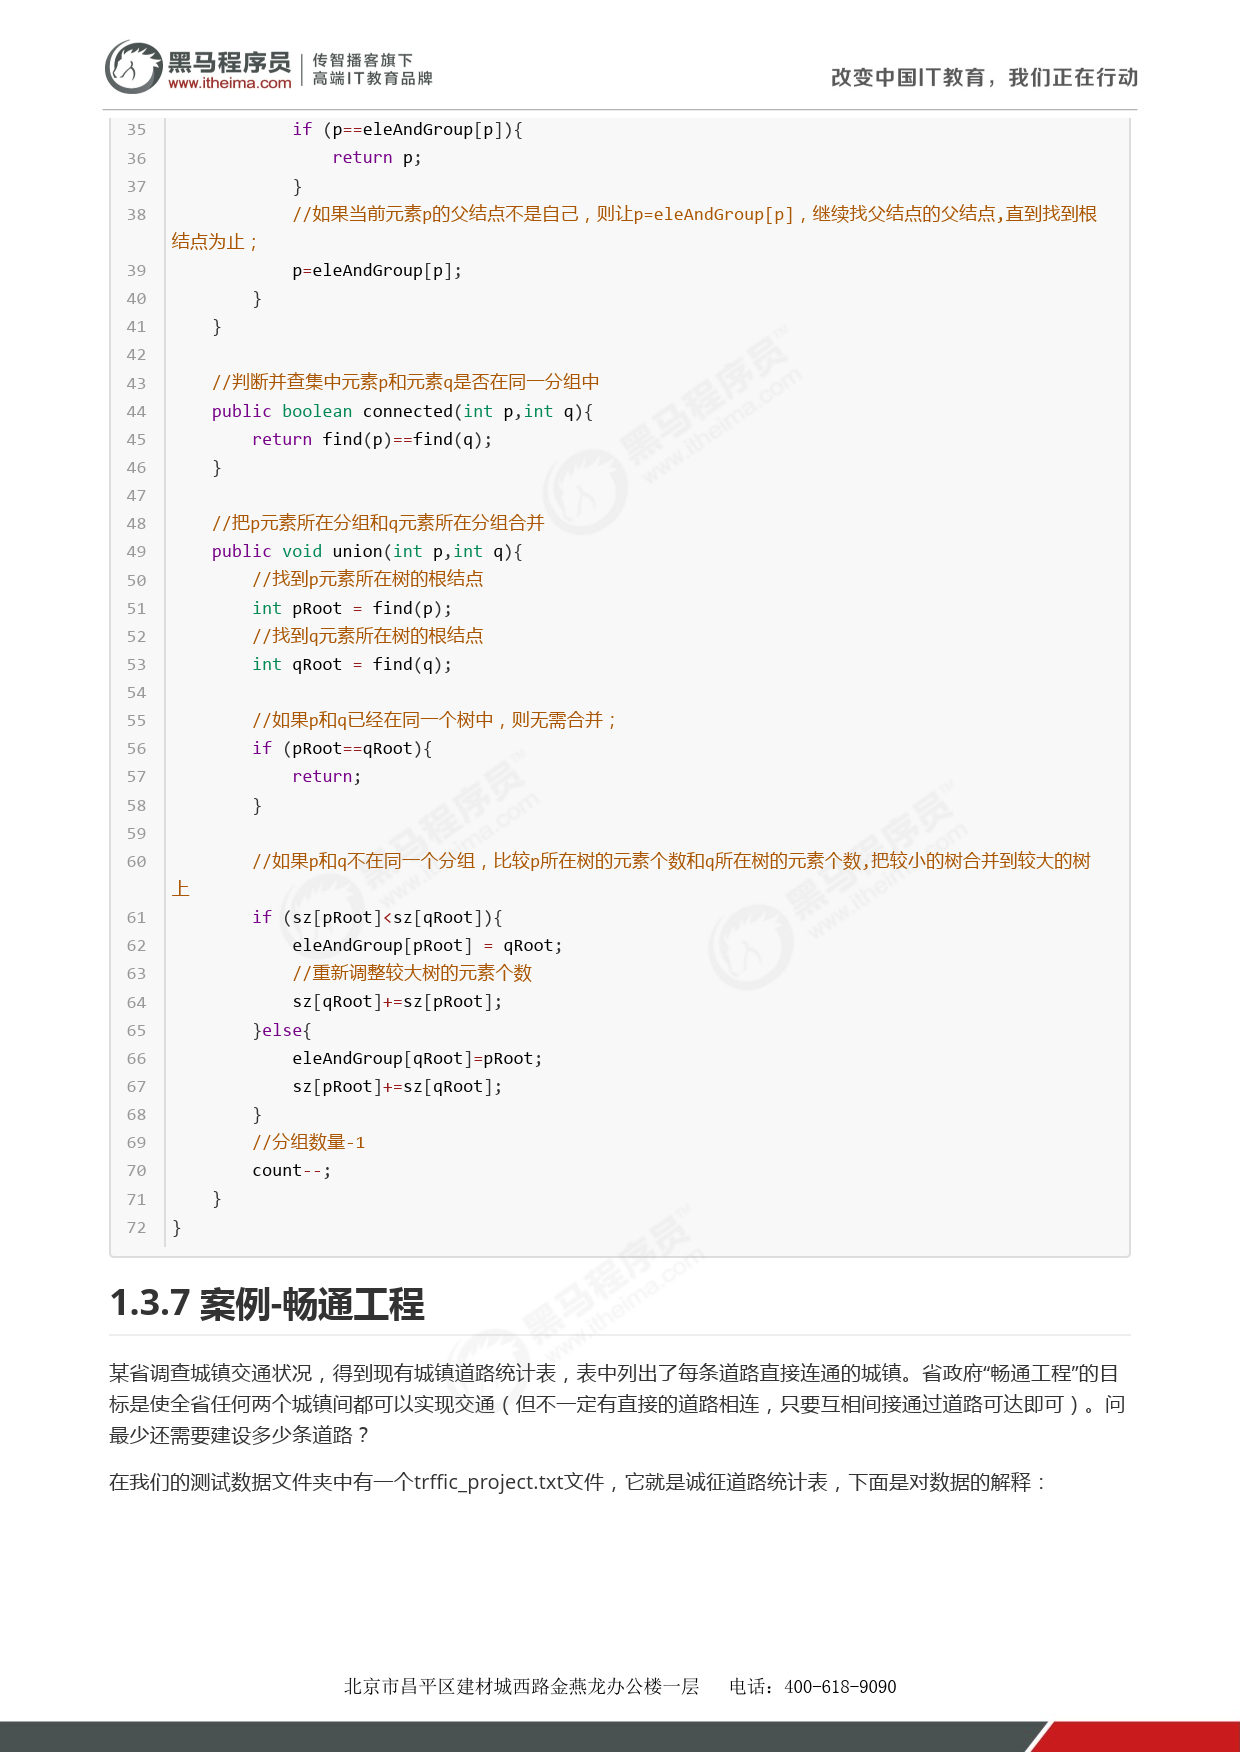 黑马程序员 传智播客旗下
www.itheima.com 高端IT教育品牌
改变中国IT教育，我们正在行动
35 if (p==eleAndGroup[p]){
36 return p;
37 }
38 //如果当前元素p的父结点不是自己，则让p=eleAndGroup[p]，继续找父结点的父结点,直到找到根
结点为止；
39 p=eleAndGroup[p];
40 }
41 }
42
43 //判断并查集中元素p和元素q是否在同一分组中
44 public boolean connected(int p,int q){
45 return find(p)==find(q);
46 }
47
48 //把p元素所在分组和q元素所在分组合并
49 public void union(int p,int q){
50 //找到p元素所在树的根结点
51 int pRoot = find(p);
52 //找到q元素所在树的根结点
53 int qRoot = find(q);
54
55 //如果p和q已经在同一个树中，则无需合并；
56 if (pRoot==qRoot){
57 return;
58 }
59
60 //如果p和q不在同一个分组，比较p所在树的元素个数和q所在树的元素个数,把较小的树合并到较大的树
上
61 if (sz[pRoot]<sz[qRoot]){
62 eleAndGroup[pRoot] = qRoot;
63 //重新调整较大树的元素个数
64 sz[qRoot]+=sz[pRoot];
65 }else{
66 eleAndGroup[qRoot]=pRoot;
67 sz[pRoot]+=sz[qRoot];
68 }
69 //分组数量-1
70 count--;
71 }
72 }
1.3.7 案例-畅通工程
某省调查城镇交通状况，得到现有城镇道路统计表，表中列出了每条道路直接连通的城镇。省政府“畅通工程”的目
标是使全省任何两个城镇间都可以实现交通（但不一定有直接的道路相连，只要互相间接通过道路可达即可）。问
最少还需要建设多少条道路？
在我们的测试数据文件夹中有一个trffic_project.txt文件，它就是诚征道路统计表，下面是对数据的解释：
北京市昌平区建材城西路金燕龙办公楼一层 电话：400-618-9090